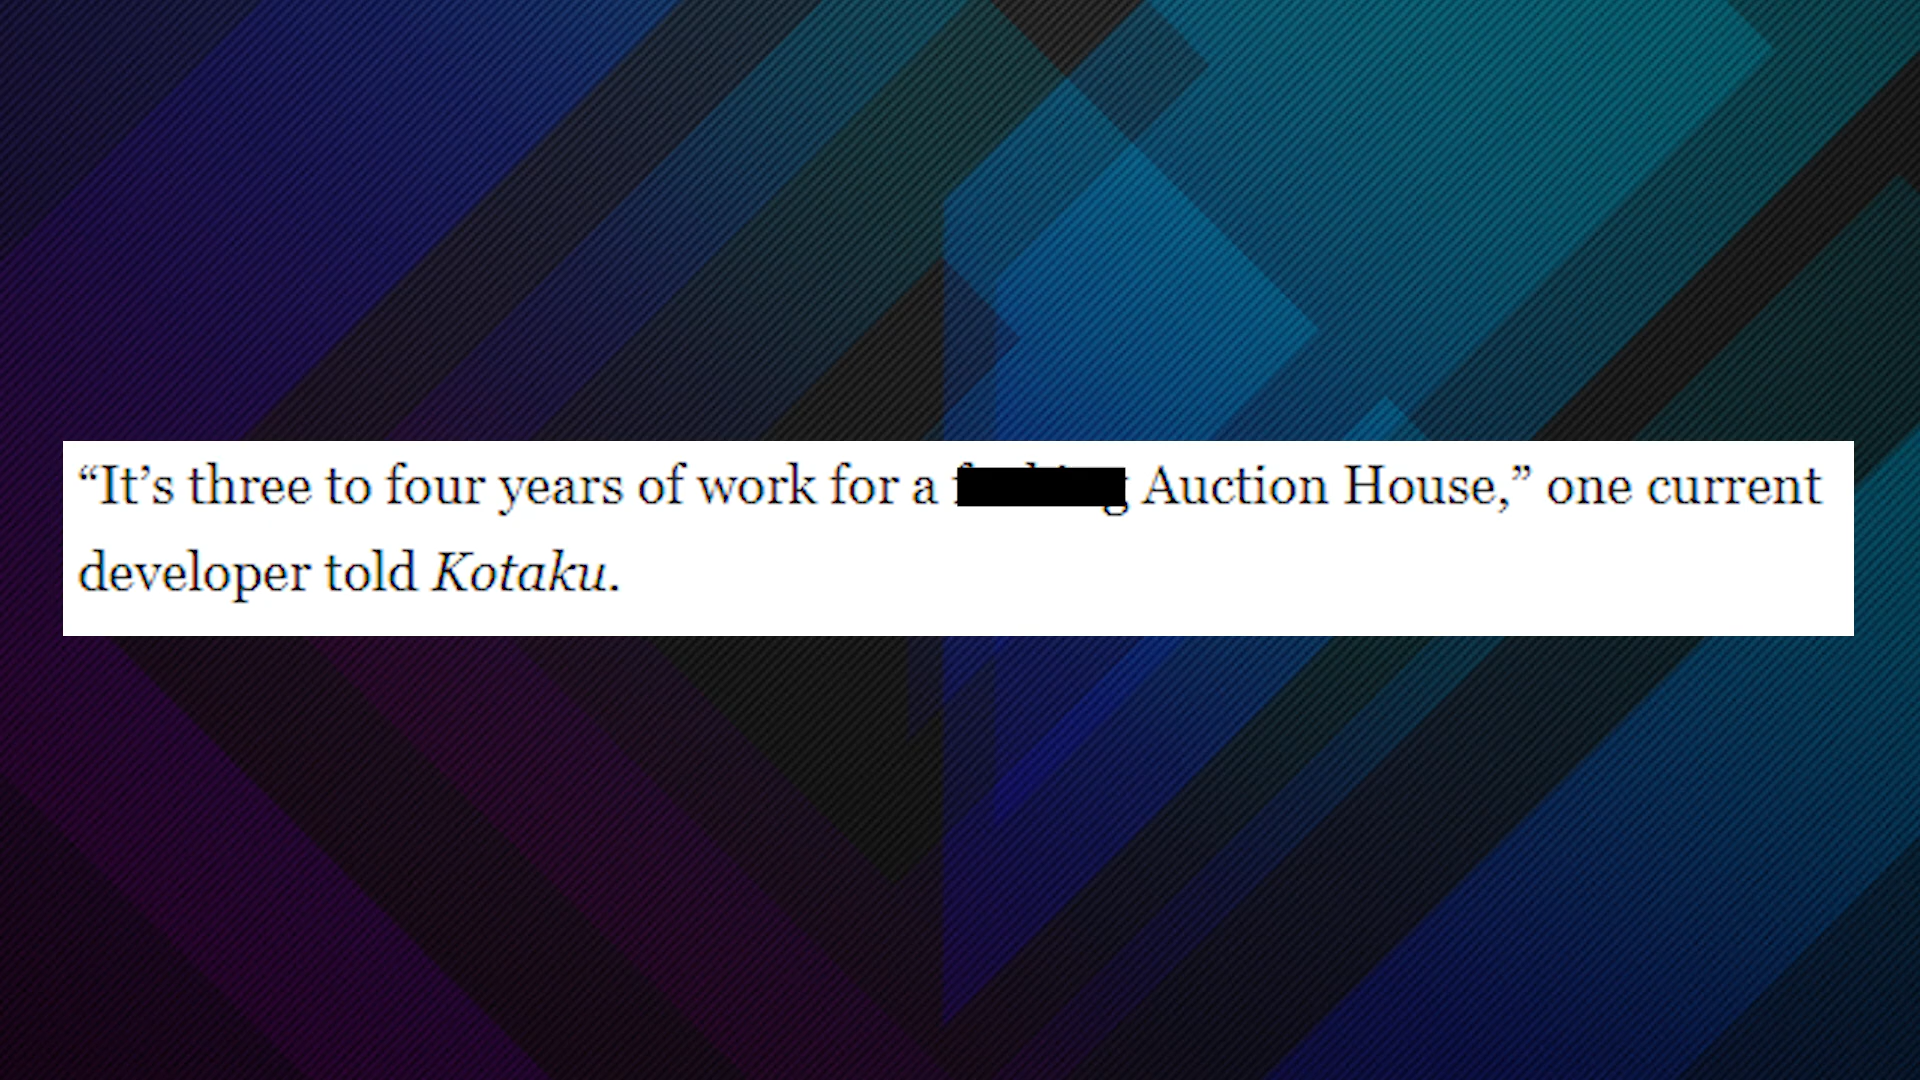 “It’s three to four years of work for a Auction House,” one current
developer told Kotaku.